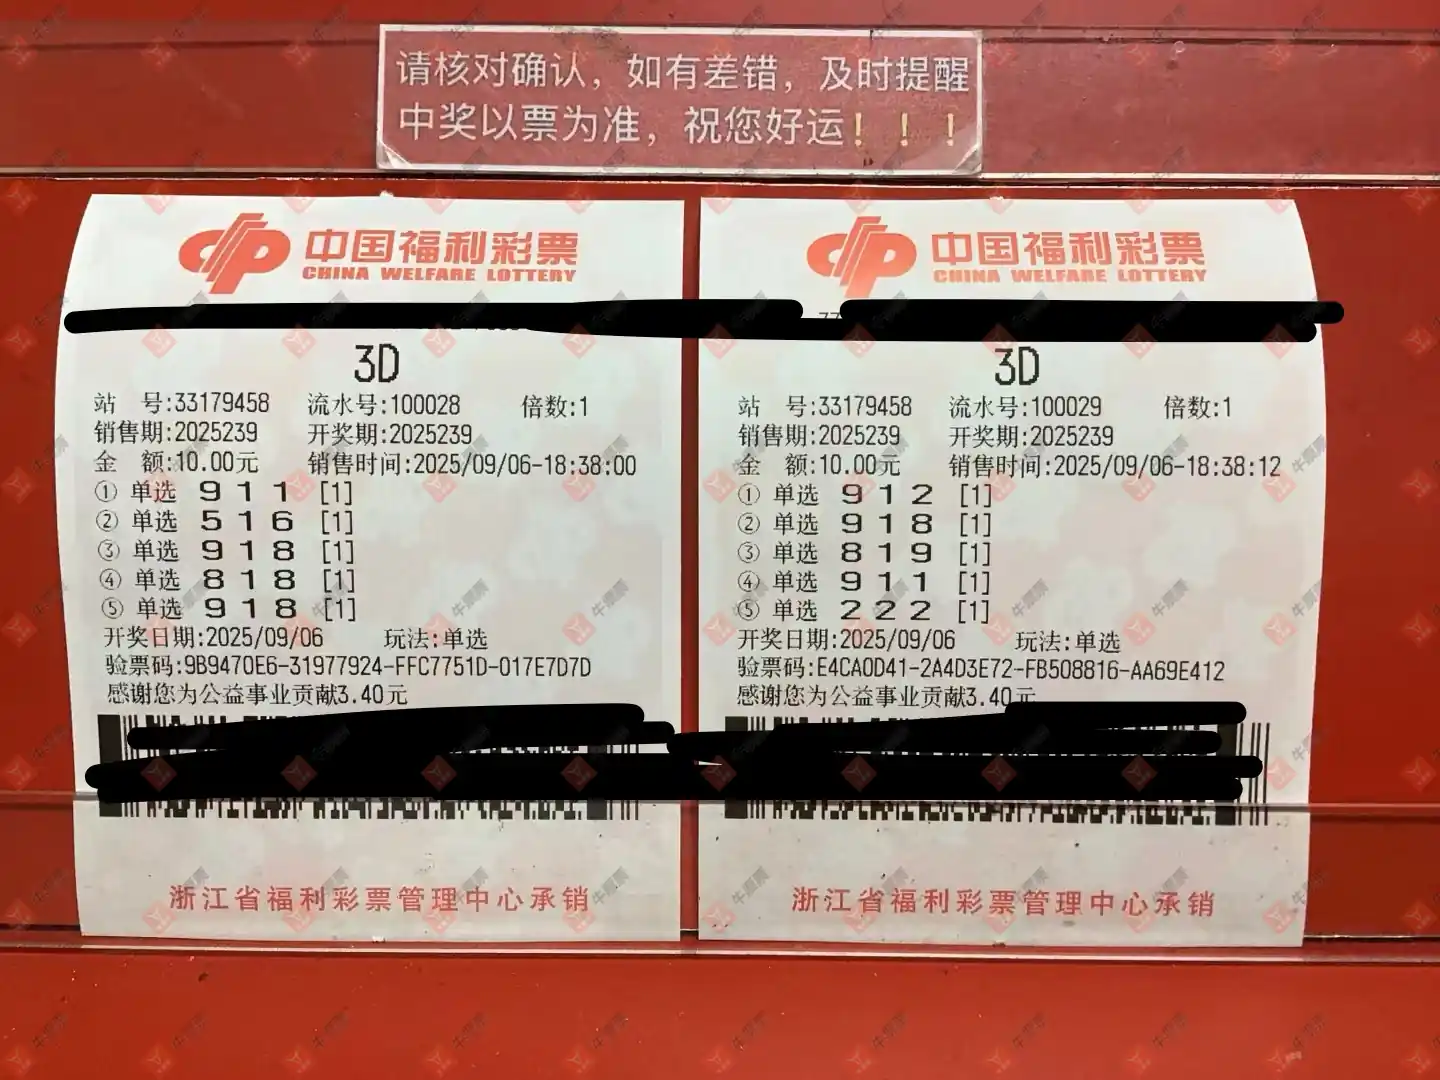 请核对确认，如有差错，及时提醒
中奖以票为准，祝您好运！！！
中国福利彩票
CHINA WELFARE LOTTERY
3D
站 号:33179458 流水号:100028 倍数:1
销售期:2025239 开奖期:2025239
金 额:10.00元 销售时间:2025/09/06-18:38:00
① 单选 9 1 1 [1]
② 单选 5 1 6 [1]
③ 单选 9 1 8 [1]
④ 单选 8 1 8 [1]
⑤ 单选 9 1 8 [1]
开奖日期:2025/09/06 玩法:单选
验票码:9B9470E6-31977924-FFC7751D-017E7D7D
感谢您为公益事业贡献3.40元
浙江省福利彩票管理中心承销
中国福利彩票
CHINA WELFARE LOTTERY
3D
站 号:33179458 流水号:100029 倍数:1
销售期:2025239 开奖期:2025239
金 额:10.00元 销售时间:2025/09/06-18:38:12
① 单选 9 1 2 [1]
② 单选 9 1 8 [1]
③ 单选 8 1 9 [1]
④ 单选 9 1 1 [1]
⑤ 单选 2 2 2 [1]
开奖日期:2025/09/06 玩法:单选
验票码:E4CA0D41-2A4D3E72-FB508816-AA69E412
感谢您为公益事业贡献3.40元
浙江省福利彩票管理中心承销